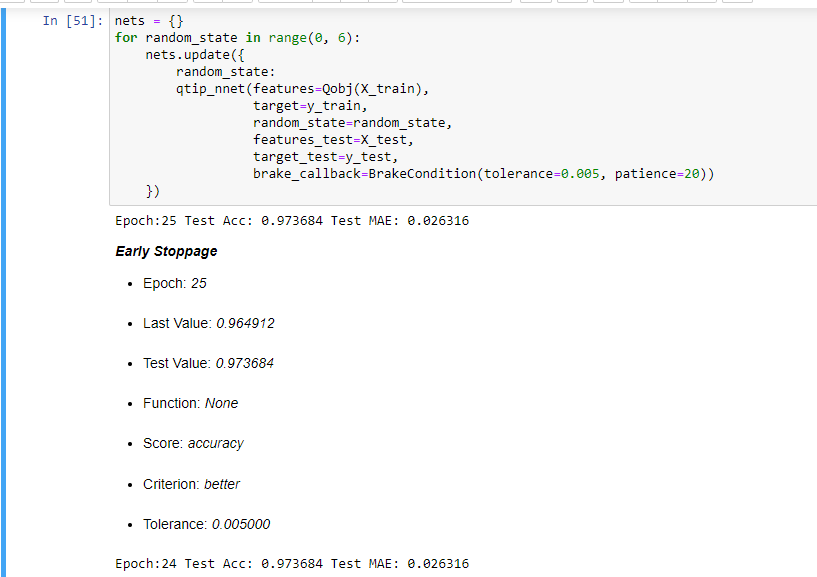 In [51]: nets = {}
for random_state in range(0, 6):
    nets.update({
        random_state:
        qtip_nnet(features=Qobj(X_train),
                  target=y_train,
                  random_state=random_state,
                  features_test=X_test,
                  target_test=y_test,
                  brake_callback=BrakeCondition(tolerance=0.005, patience=20))
    })
Epoch:25 Test Acc: 0.973684 Test MAE: 0.026316
Early Stoppage
• Epoch: 25
• Last Value: 0.964912
• Test Value: 0.973684
• Function: None
• Score: accuracy
• Criterion: better
• Tolerance: 0.005000
Epoch:24 Test Acc: 0.973684 Test MAE: 0.026316